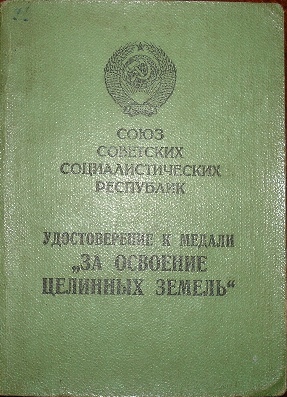 СОЮЗ
СОВЕТСКИХ
СОЦИАЛИСТИЧЕСКИХ
РЕСПУБЛИК
УДОСТОВЕРЕНИЕ К МЕДАЛИ
„ЗА ОСВОЕНИЕ
ЦЕЛИННЫХ ЗЕМЕЛЬ“